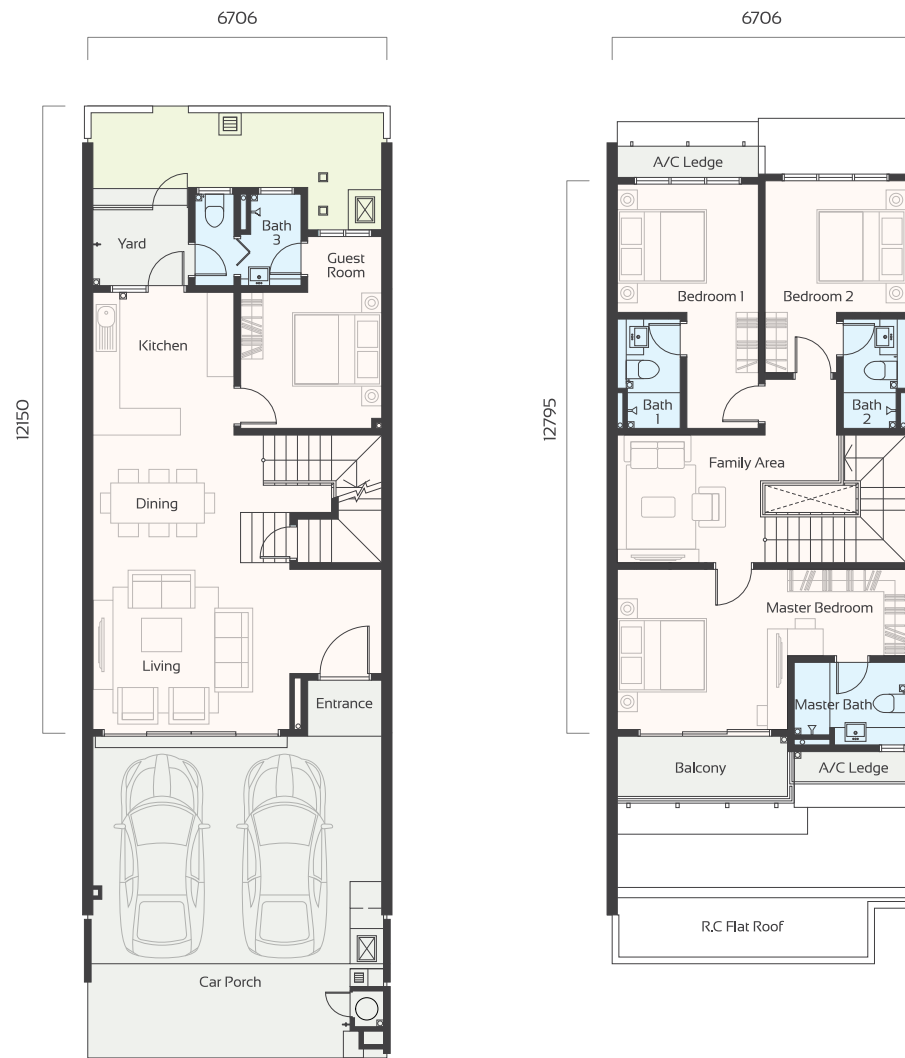 6706
12150
Yard
Bath
3
Guest
Room
Kitchen
Dining
Living
Entrance
Car Porch
6706
12795
A/C Ledge
Bedroom 1
Bedroom 2
Bath
1
Bath
2
Family Area
Master Bedroom
Master Bath
Balcony
A/C Ledge
R.C Flat Roof